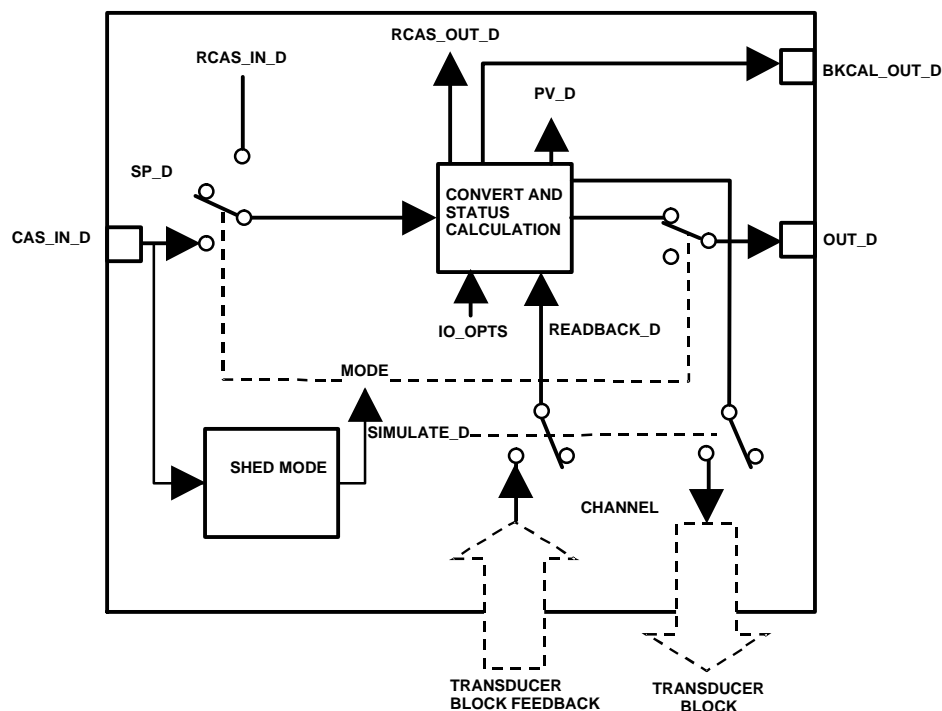 RCAS_OUT_D
RCAS_IN_D
BKCAL_OUT_D
PV_D
SP_D
CONVERT AND
STATUS
CALCULATION
CAS_IN_D
OUT_D
IO_OPTS
READBACK_D
MODE
SIMULATE_D
SHED MODE
CHANNEL
TRANSDUCER
BLOCK FEEDBACK
TRANSDUCER
BLOCK